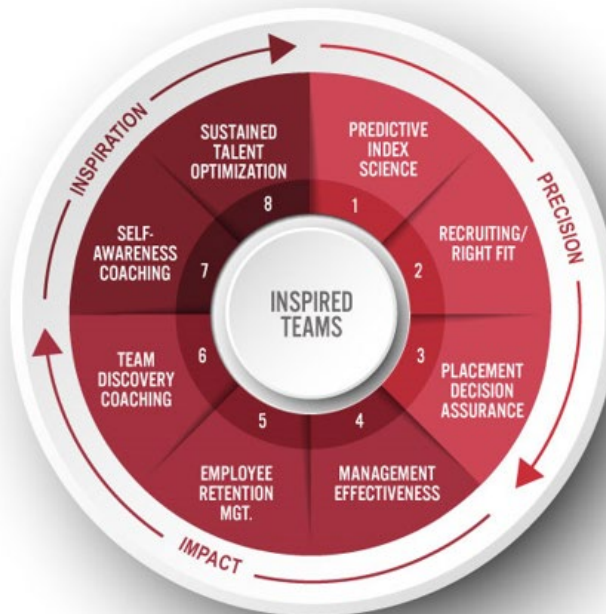 INSPIRED
TEAMS
PREDICTIVE
INDEX
SCIENCE
1
RECRUITING/
RIGHT FIT
2
PLACEMENT
DECISION
ASSURANCE
3
MANAGEMENT
EFFECTIVENESS
4
EMPLOYEE
RETENTION
MGT.
5
TEAM
DISCOVERY
COACHING
6
SELF-
AWARENESS
COACHING
7
SUSTAINED
TALENT
OPTIMIZATION
8
PRECISION
IMPACT
INSPIRATION